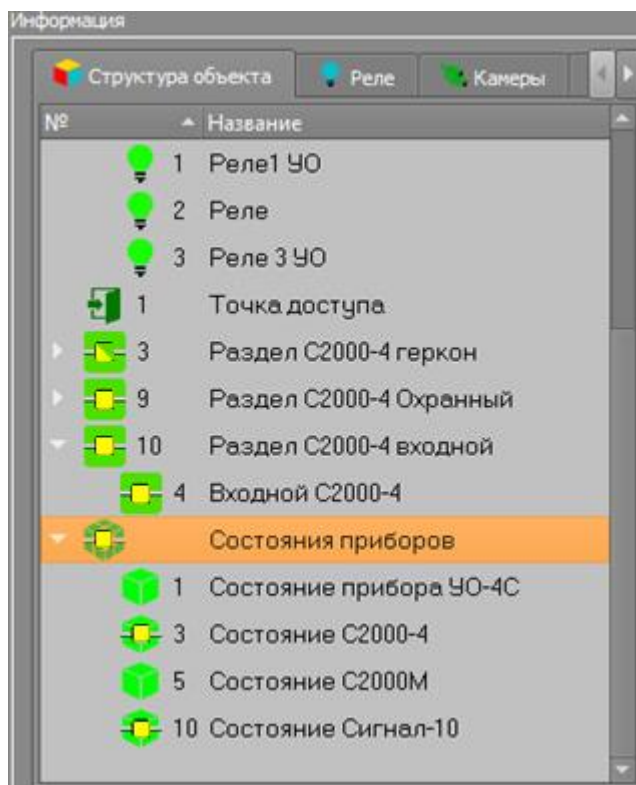 Информация
Структура объекта Реле Камеры
№ Название
1 Реле1 УО
2 Реле
3 Реле 3 УО
1 Точка доступа
3 Раздел С2000-4 геркон
9 Раздел С2000-4 Охранный
10 Раздел С2000-4 входной
4 Входной С2000-4
Состояния приборов
1 Состояние прибора УО-4С
3 Состояние С2000-4
5 Состояние С2000М
10 Состояние Сигнал-10